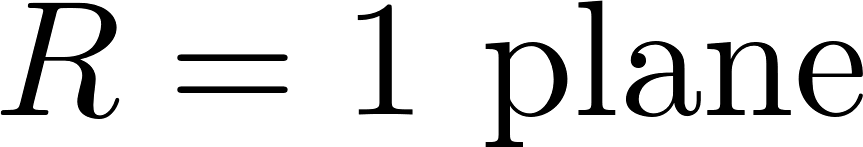 R = 1 plane